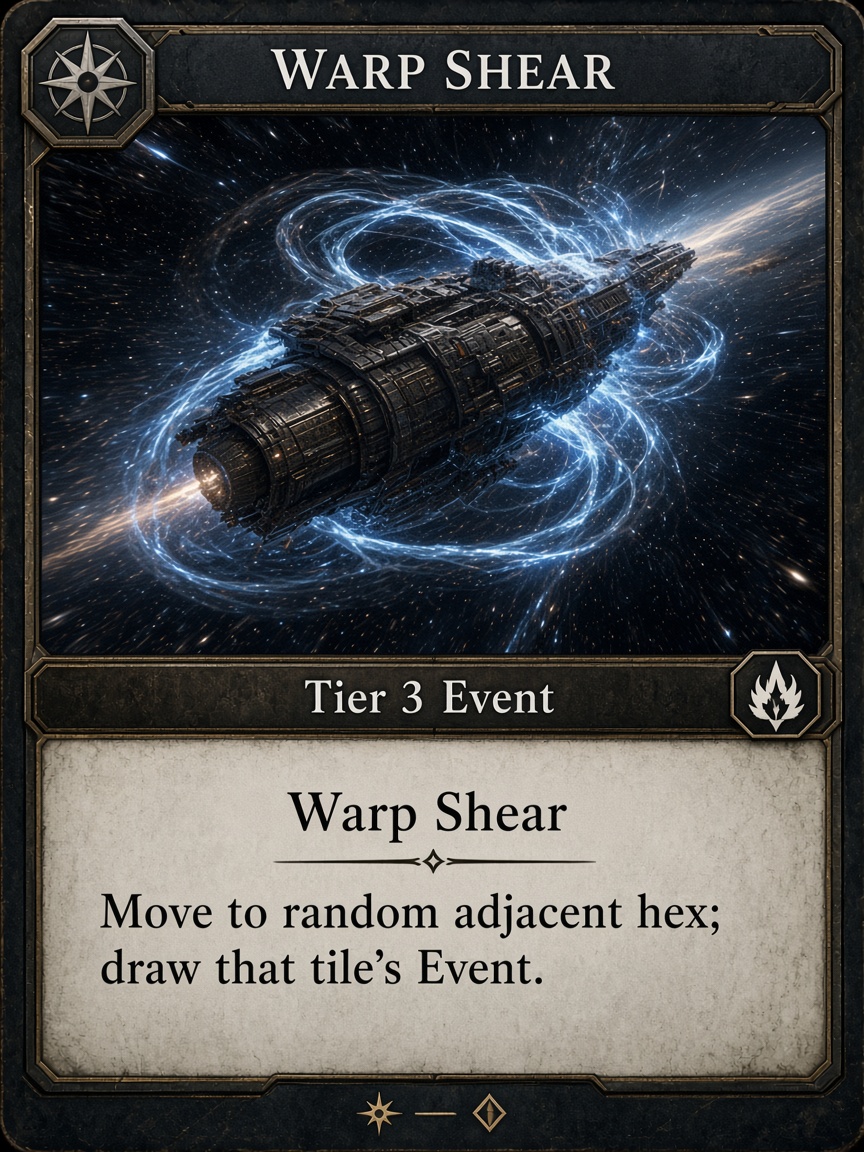 WARP SHEAR
Tier 3 Event
Warp Shear
Move to random adjacent hex;
draw that tile’s Event.